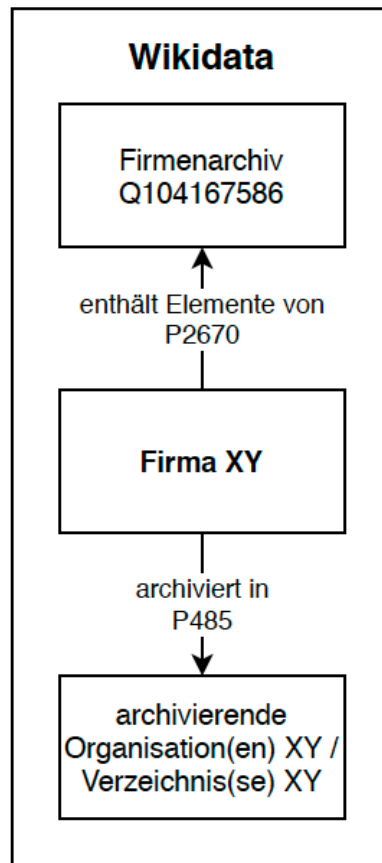 Wikidata
Firmenarchiv
Q104167586
enthält Elemente von
P2670
Firma XY
archiviert in
P485
archivierende
Organisation(en) XY /
Verzeichnis(se) XY